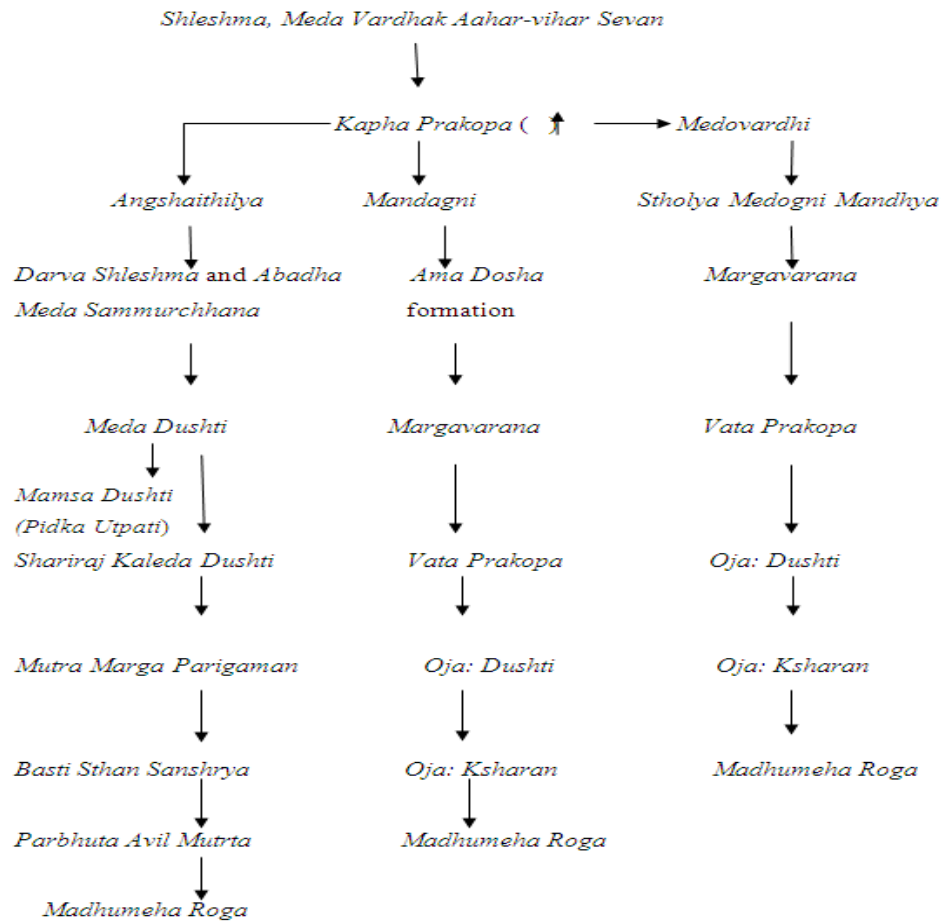 Shleshma, Meda Vardhak Aahar-vihar Sevan
Kapha Prakopa ( )
Medovardhi
Angshaithilya
Mandagni
Stholya Medogni Mandhya
Darva Shleshma and Abadha
Meda Sammurchhana
Ama Dosha
formation
Margavarana
Meda Dushti
Margavarana
Vata Prakopa
Mamsa Dushti
(Pidka Utpati)
Shariraj Kaleda Dushti
Vata Prakopa
Oja: Dushti
Mutra Marga Parigaman
Oja: Dushti
Oja: Ksharan
Basti Sthan Sanshrya
Oja: Ksharan
Madhumeha Roga
Parbhuta Avil Mutrta
Madhumeha Roga
Madhumeha Roga